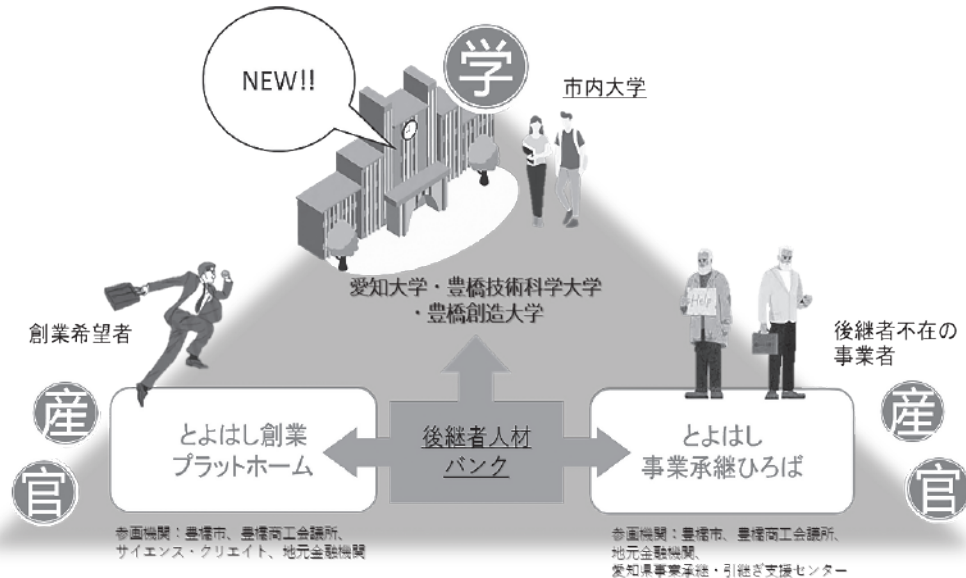 NEW!!
学
市内大学
愛知大学・豊橋技術科学大学
・豊橋創造大学
創業希望者
Help
後継者不在の
事業者
産
官
とよはし創業
プラットホーム
後継者人材
バンク
とよはし
事業承継ひろば
産
官
参画機関：豊橋市、豊橋商工会議所、
サイエンス・クリエイト、地元金融機関
参画機関：豊橋市、豊橋商工会議所、
地元金融機関、
愛知県事業承継・引継ぎ支援センター